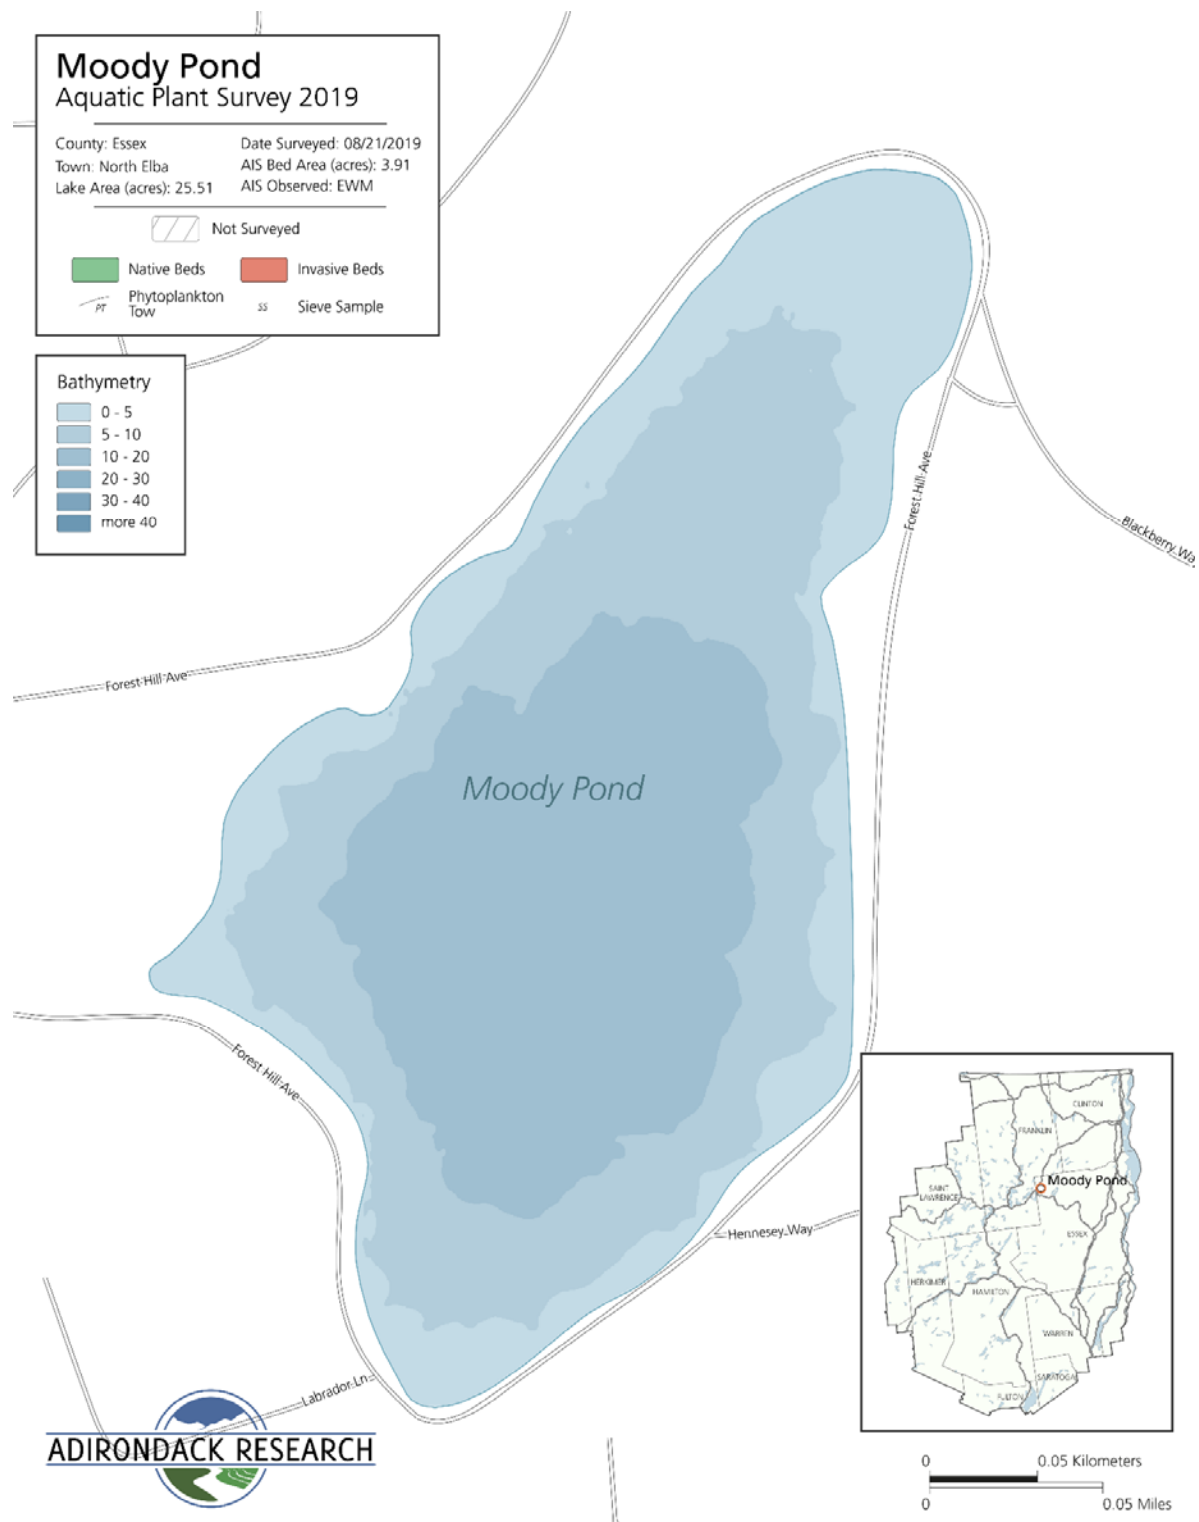 Moody Pond
Aquatic Plant Survey 2019
County: Essex
Date Surveyed: 08/21/2019
Town: North Elba
AIS Bed Area (acres): 3.91
Lake Area (acres): 25.51
AIS Observed: EWM
Not Surveyed
Native Beds
Invasive Beds
PT
Phytoplankton
Tow
SS
Sieve Sample
Bathymetry
0 - 5
5 - 10
10 - 20
20 - 30
30 - 40
more 40
Forest Hill Ave
Blackberry Way
Forest Hill Ave
Moody Pond
Forest Hill Ave
Hennesey Way
Labrador Ln
CLINTON
FRANKLIN
Moody Pond
SAINT
LAWRENCE
ESSEX
HERKIMER
HAMILTON
WARREN
SARATOGA
FULTON
ADIRONDACK RESEARCH
0
0.05 Kilometers
0
0.05 Miles